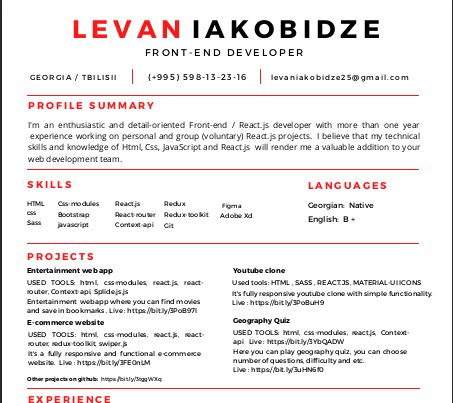 LEVAN IAKOBIDZE
FRONT-END DEVELOPER
GEORGIA / TBILISII (+995) 598-13-23-16 levaniakobidze25@gmail.com
PROFILE SUMMARY
I'm an enthusiastic and detail-oriented Front-end / React.js developer with more than one year
experience working on personal and group (voluntary) React.js projects. I believe that my technical
skills and knowledge of Html, Css, JavaScript and React.js will render me a valuable addition to your
web development team.
SKILLS
HTML Css-modules React.js Redux Figma
css Bootstrap React-router Redux-toolkit Adobe Xd
Sass javascript Context-api Git
LANGUAGES
Georgian: Native
English: B +
PROJECTS
Entertainment web app
USED TOOLS: html, css-modules, react.js, react-
router, Context-api, Splide.js.js
Entertainment webapp where you can find movies
and save in bookmarks . Live : https://bit.ly/3PoB97I
E-commerce website
USED TOOLS: html, css-modules, react.js, react-
router, redux-toolkit, swiper.js
It's a fully responsive and functional e-commerce
website. Live : https://bit.ly/3FE0nLM
Other projects on github: https://bit.ly/3tggWXq
Youtube clone
Used tools: HTML , SASS , REACT.JS, MATERIAL-UI ICONS
It's fully responsive youtube clone with simple functionality.
Live : https://bit.ly/3PoBuH9
Geography Quiz
USED TOOLS: html, css-modules, react.js, Context-
api Live : https://bit.ly/3YbQADW
Here you can play geography quiz, you can choose
number of questions, difficulty and etc.
Live : https//bit.ly/3uHN6f0
EXPERIENCE